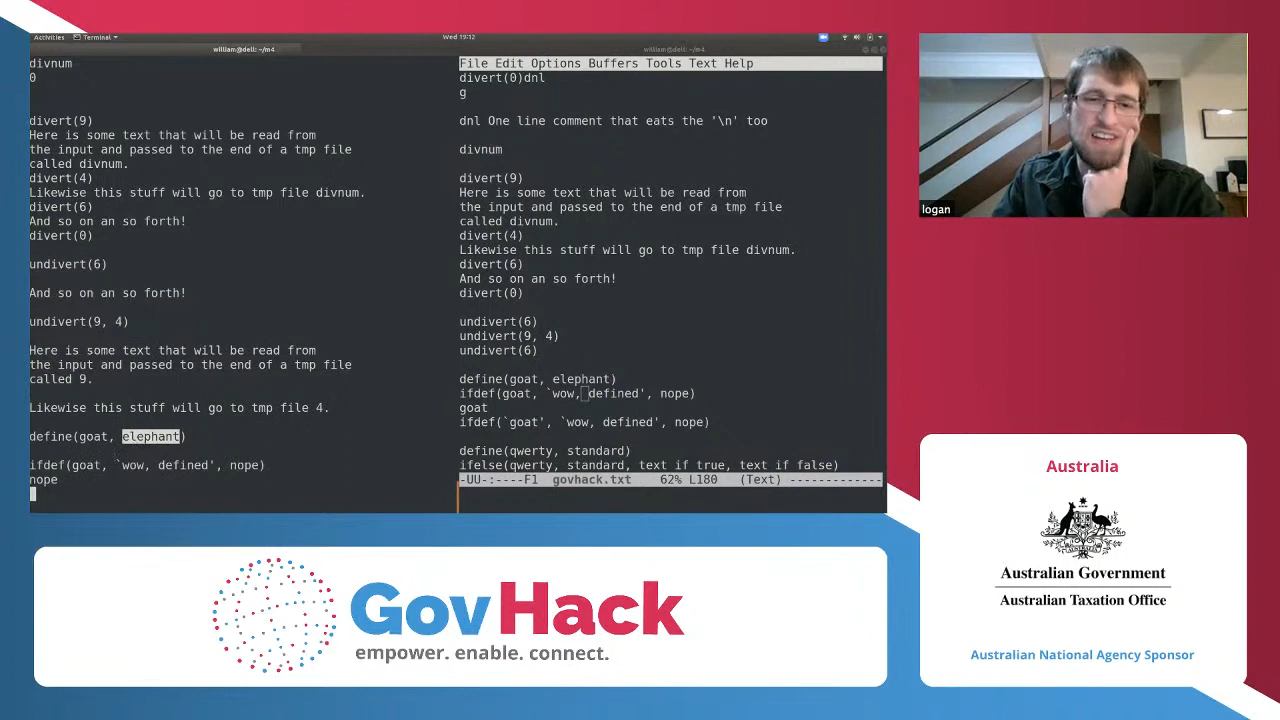 Activities Terminal Wed 19:12
william@dell: ~/m4
william@dell: ~/m4
divnum
0
divert(9)
Here is some text that will be read from
the input and passed to the end of a tmp file
called divnum.
divert(4)
Likewise this stuff will go to tmp file divnum.
divert(6)
And so on an so forth!
divert(0)
undivert(6)
And so on an so forth!
undivert(9, 4)
Here is some text that will be read from
the input and passed to the end of a tmp file
called 9.
Likewise this stuff will go to tmp file 4.
define(goat, elephant)
ifdef(goat, `wow, defined', nope)
nope
File Edit Options Buffers Tools Text Help
divert(0)dnl
g
dnl One line comment that eats the '\n' too
divnum
divert(9)
Here is some text that will be read from
the input and passed to the end of a tmp file
called divnum.
divert(4)
Likewise this stuff will go to tmp file divnum.
divert(6)
And so on an so forth!
divert(0)
undivert(6)
undivert(9, 4)
undivert(6)
define(goat, elephant)
ifdef(goat, `wow, defined', nope)
goat
ifdef(`goat', `wow, defined', nope)
define(qwerty, standard)
ifelse(qwerty, standard, text if true, text if false)
-UU-:----F1 govhack.txt 62% L180 (Text) -------------
logan
GovHack
empower. enable. connect.
Australia
Australian Government
Australian Taxation Office
Australian National Agency Sponsor